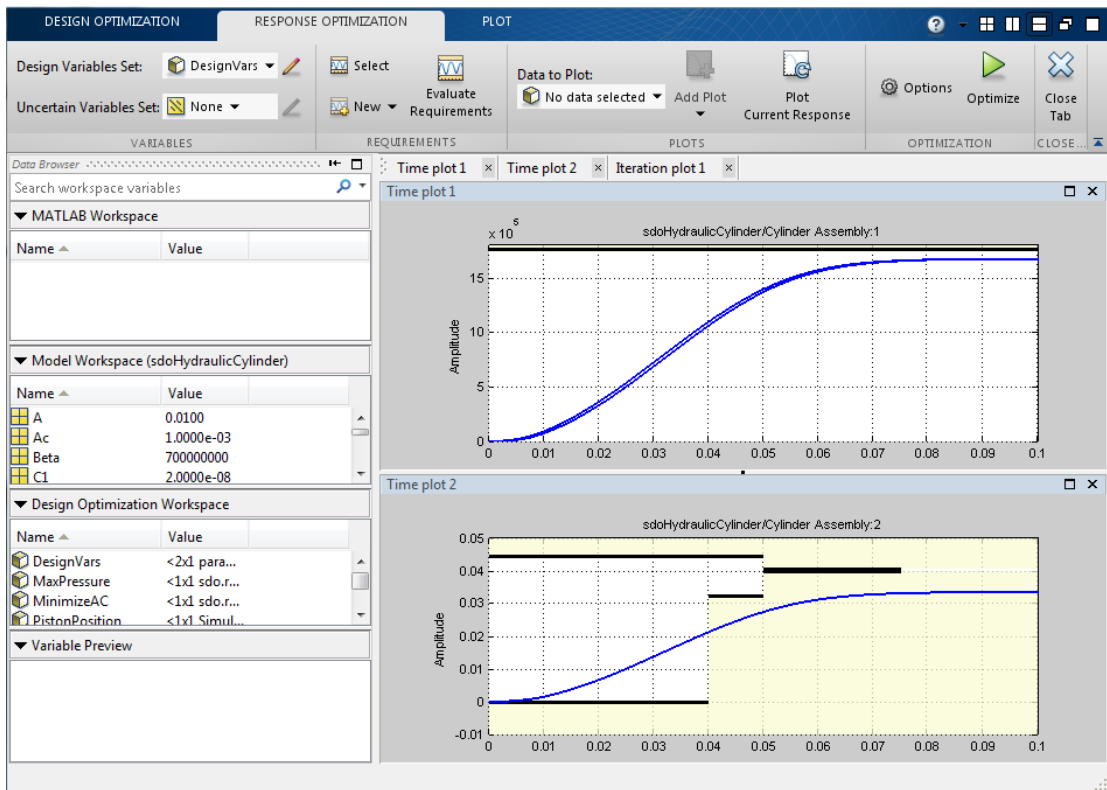 DESIGN OPTIMIZATION RESPONSE OPTIMIZATION PLOT
Design Variables Set: DesignVars
Uncertain Variables Set: None
VARIABLES
Select
New
Evaluate
Requirements
REQUIREMENTS
Data to Plot:
No data selected
Add Plot
Plot
Current Response
PLOTS
Options
Optimize
OPTIMIZATION
Close
Tab
CLOSE...
Data Browser
Search workspace variables
MATLAB Workspace
Name Value
Model Workspace (sdoHydraulicCylinder)
Name Value
A 0.0100
Ac 1.0000e-03
Beta 700000000
C1 2.0000e-08
Design Optimization Workspace
Name Value
DesignVars <2x1 para...
MaxPressure <1x1 sdo.r...
MinimizeAC <1x1 sdo.r...
PistonPosition <1x1 Simul...
Variable Preview
Time plot 1 × Time plot 2 × Iteration plot 1 ×
Time plot 1
x 10^5
sdoHydraulicCylinder/Cylinder Assembly:1
15
10
5
0
Amplitude
0 0.01 0.02 0.03 0.04 0.05 0.06 0.07 0.08 0.09 0.1
Time plot 2
sdoHydraulicCylinder/Cylinder Assembly:2
0.05
0.04
0.03
0.02
0.01
0
-0.01
Amplitude
0 0.01 0.02 0.03 0.04 0.05 0.06 0.07 0.08 0.09 0.1